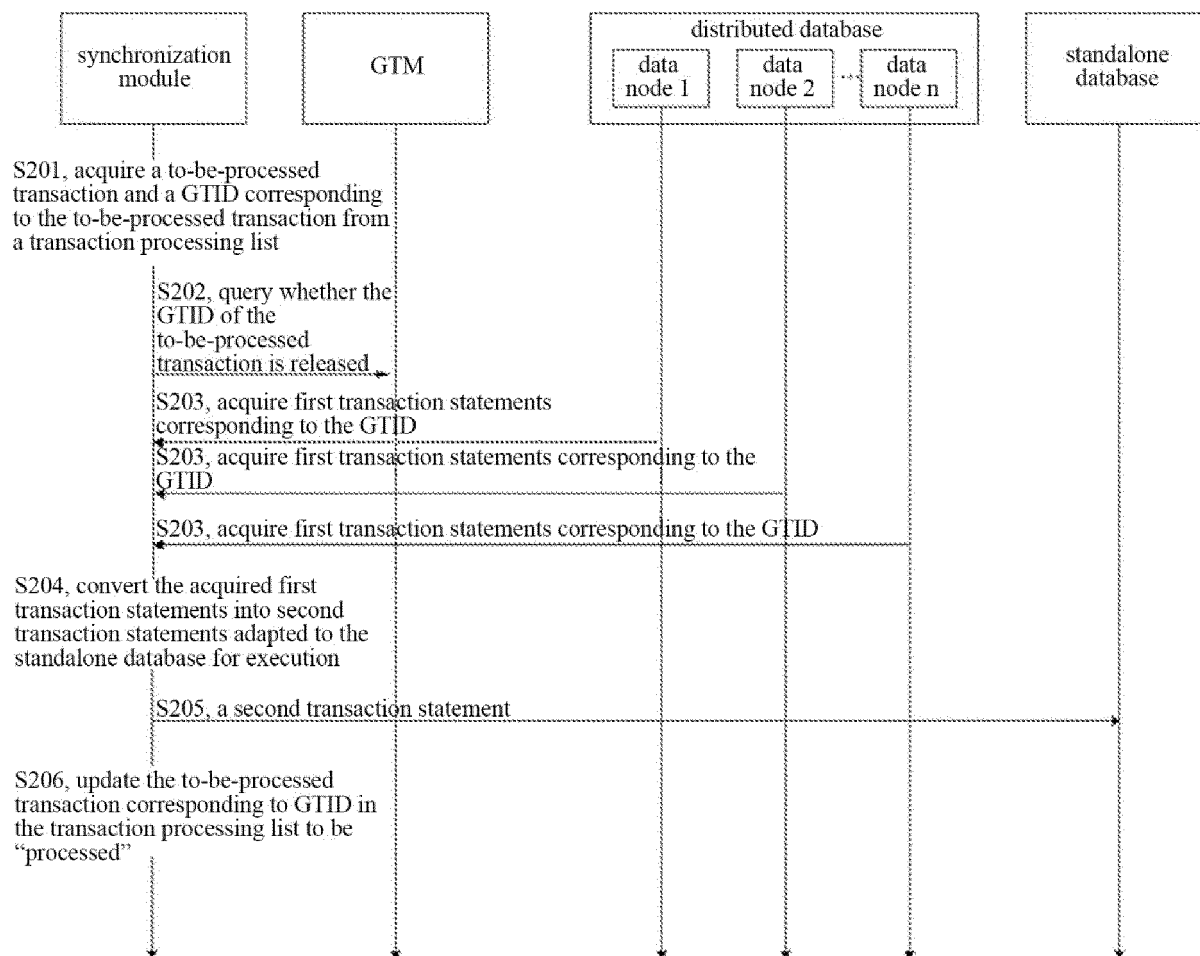 synchronization
module
GTM
distributed database
data
node 1
data
node 2
...
data
node n
standalone
database
S201, acquire a to-be-processed
transaction and a GTID corresponding
to the to-be-processed transaction from
a transaction processing list
S202, query whether the
GTID of the
to-be-processed
transaction is released
S203, acquire first transaction statements
corresponding to the GTID
S203, acquire first transaction statements corresponding to the
GTID
S203, acquire first transaction statements corresponding to the GTID
S204, convert the acquired first
transaction statements into second
transaction statements adapted to the
standalone database for execution
S205, a second transaction statement
S206, update the to-be-processed
transaction corresponding to GTID in
the transaction processing list to be
“processed”